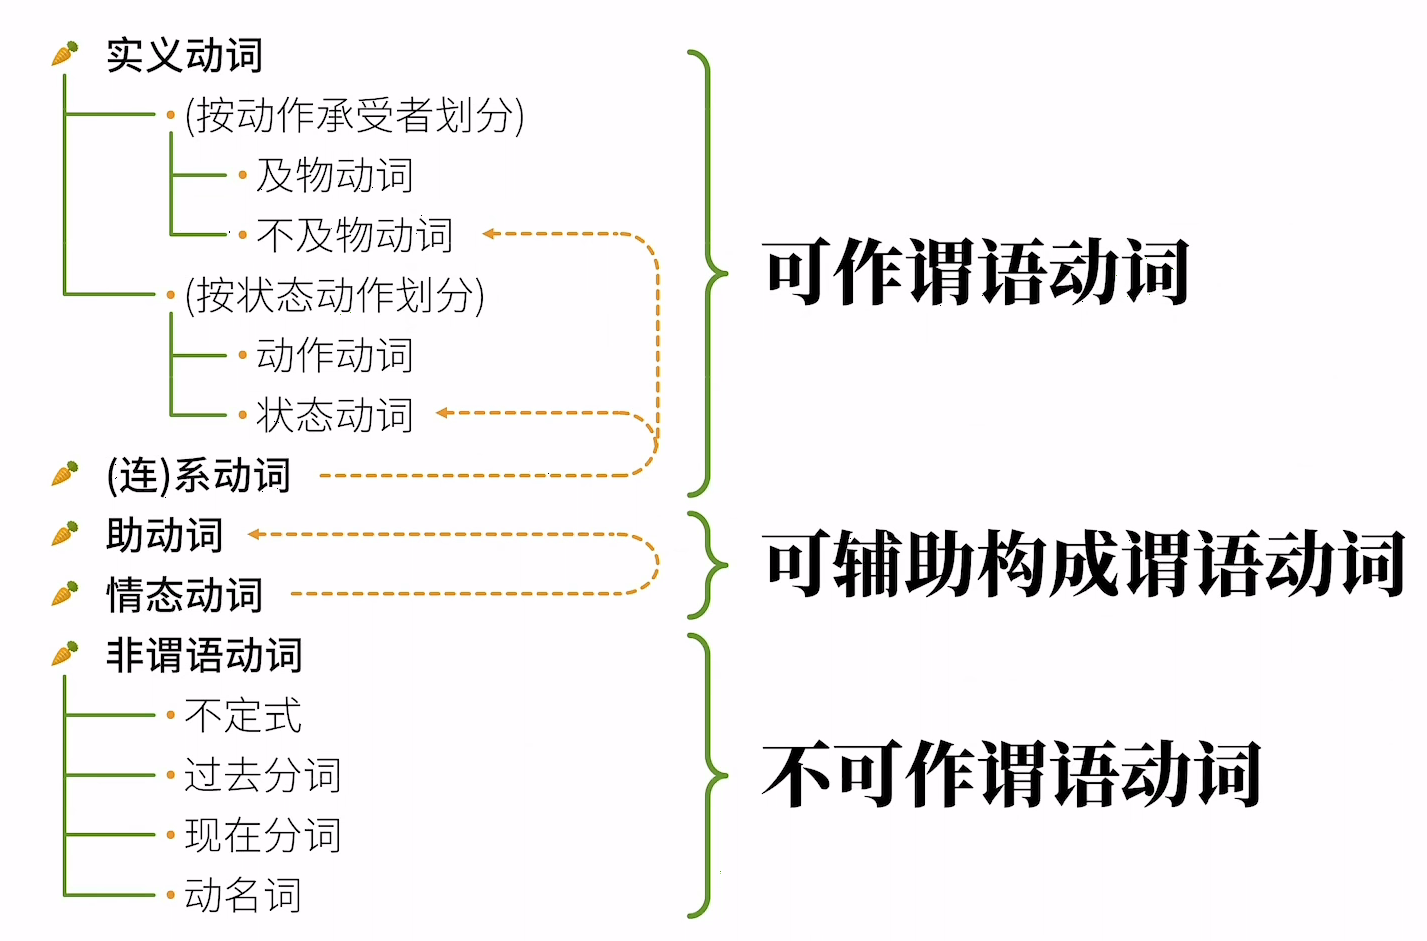 实义动词
(按动作承受者划分)
及物动词
不及物动词
(按状态动作划分)
动作动词
状态动词
(连)系动词
可作谓语动词
助动词
情态动词
可辅助构成谓语动词
非谓语动词
不定式
过去分词
现在分词
动名词
不可作谓语动词